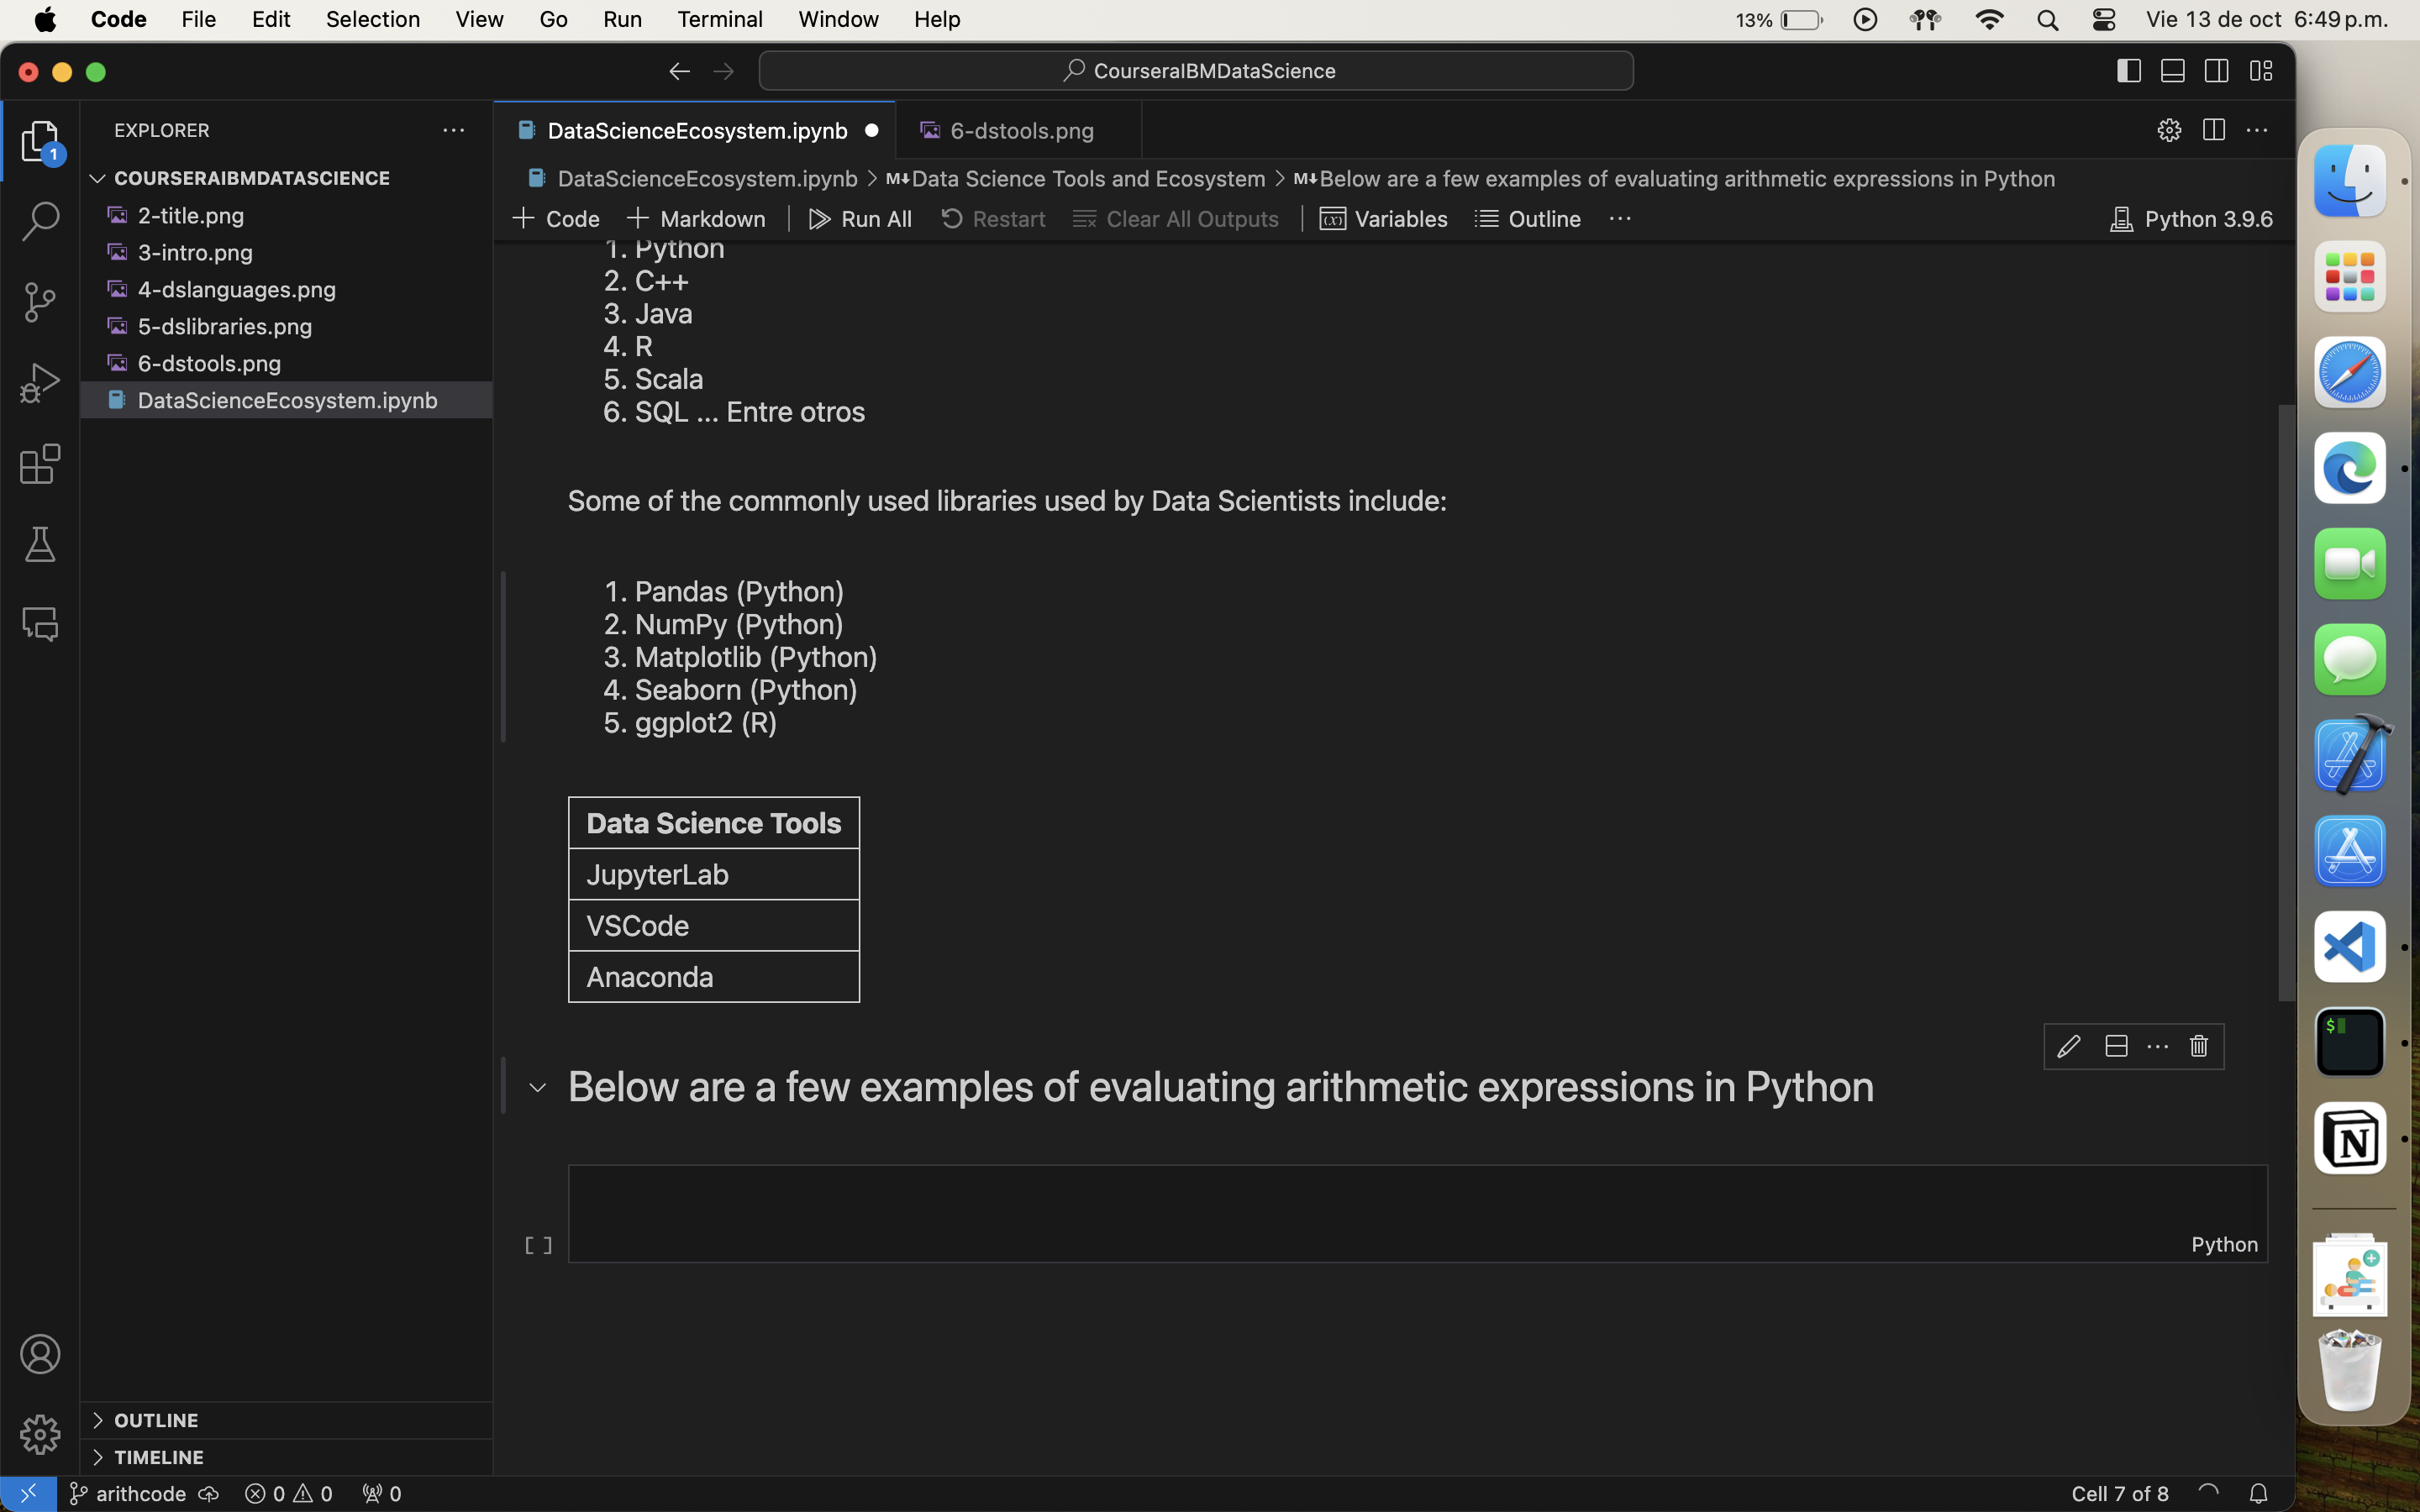 Code File Edit Selection View Go Run Terminal Window Help 13% Vie 13 de oct 6:49 p.m.
CourseraIBMDataScience
EXPLORER
1
COURSERAIBMDATASCIENCE
2-title.png
3-intro.png
4-dslanguages.png
5-dslibraries.png
6-dstools.png
DataScienceEcosystem.ipynb
OUTLINE
TIMELINE
DataScienceEcosystem.ipynb 6-dstools.png
DataScienceEcosystem.ipynb > M↓Data Science Tools and Ecosystem > M↓Below are a few examples of evaluating arithmetic expressions in Python
+ Code + Markdown Run All Restart Clear All Outputs (x) Variables Outline ... Python 3.9.6
1. Python
2. C++
3. Java
4. R
5. Scala
6. SQL ... Entre otros
Some of the commonly used libraries used by Data Scientists include:
1. Pandas (Python)
2. NumPy (Python)
3. Matplotlib (Python)
4. Seaborn (Python)
5. ggplot2 (R)
Data Science Tools
JupyterLab
VSCode
Anaconda
Below are a few examples of evaluating arithmetic expressions in Python
[ ]
Python
arithcode 0 0 0 Cell 7 of 8
$
N